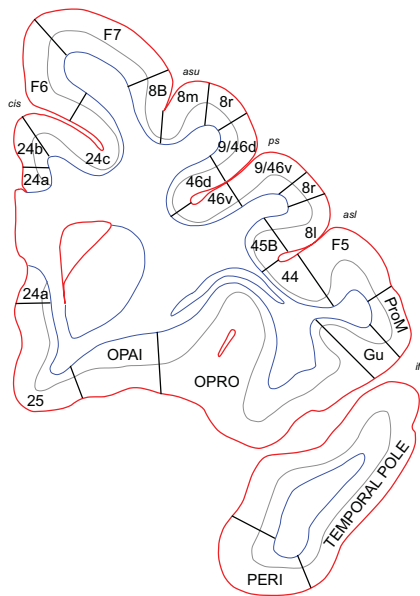 F7
asu
F6
8B
8m
8r
cis
24b
24c
24a
ps
9/46d
9/46v
46d
46v
8r
asl
8l
45B
F5
44
24a
ProM
OPAI
Gu
OPRO
25
TEMPORAL POLE
PERI